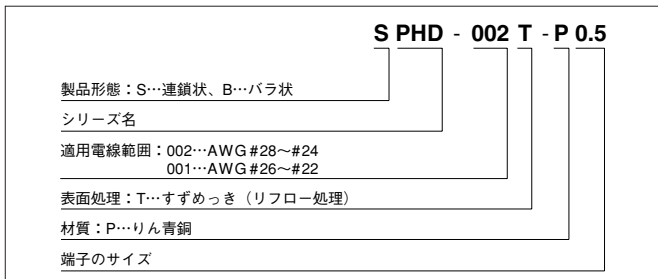 S PHD - 002 T - P 0.5
製品形態：S…連鎖状、B…バラ状
シリーズ名
適用電線範囲：002…AWG #28～#24
001…AWG #26～#22
表面処理：T…すずめっき（リフロー処理）
材質：P…りん青銅
端子のサイズ